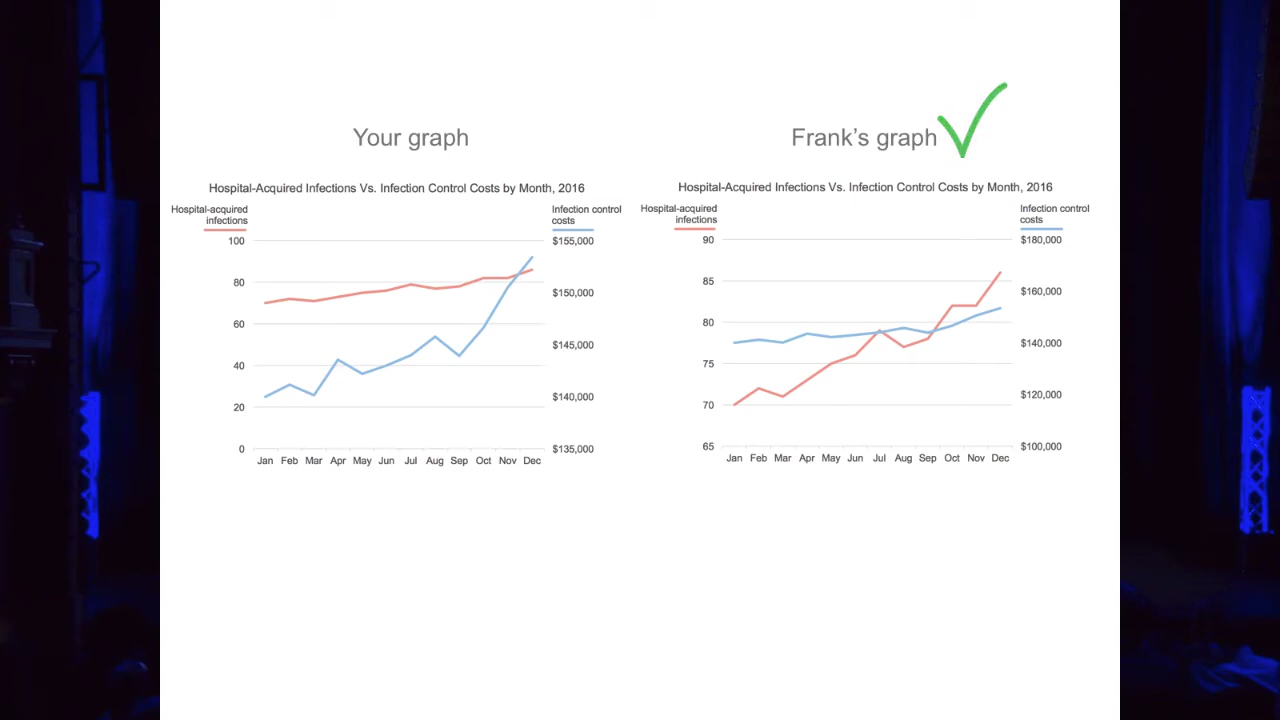 Your graph
Hospital-Acquired Infections Vs. Infection Control Costs by Month, 2016
Hospital-acquired
infections
Infection control
costs
100
80
60
40
20
0
$155,000
$150,000
$145,000
$140,000
$135,000
Jan Feb Mar Apr May Jun Jul Aug Sep Oct Nov Dec
Frank's graph
Hospital-Acquired Infections Vs. Infection Control Costs by Month, 2016
Hospital-acquired
infections
Infection control
costs
90
85
80
75
70
65
$180,000
$160,000
$140,000
$120,000
$100,000
Jan Feb Mar Apr May Jun Jul Aug Sep Oct Nov Dec